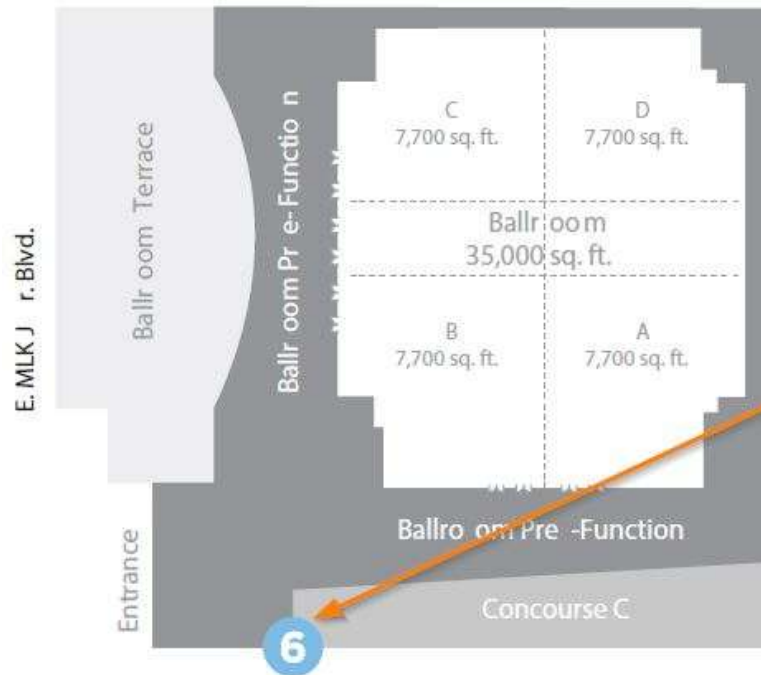 E. MLK J r. Blvd.
Ballr oom Terrace
Ballr oom Pr e- Functio n
C
7,700 sq. ft.
D
7,700 sq. ft.
Ballr oo m
35,000 sq. ft.
B
7,700 sq. ft.
A
7,700 sq. ft.
Ballro om Pre -Function
Entrance
Concourse C
6